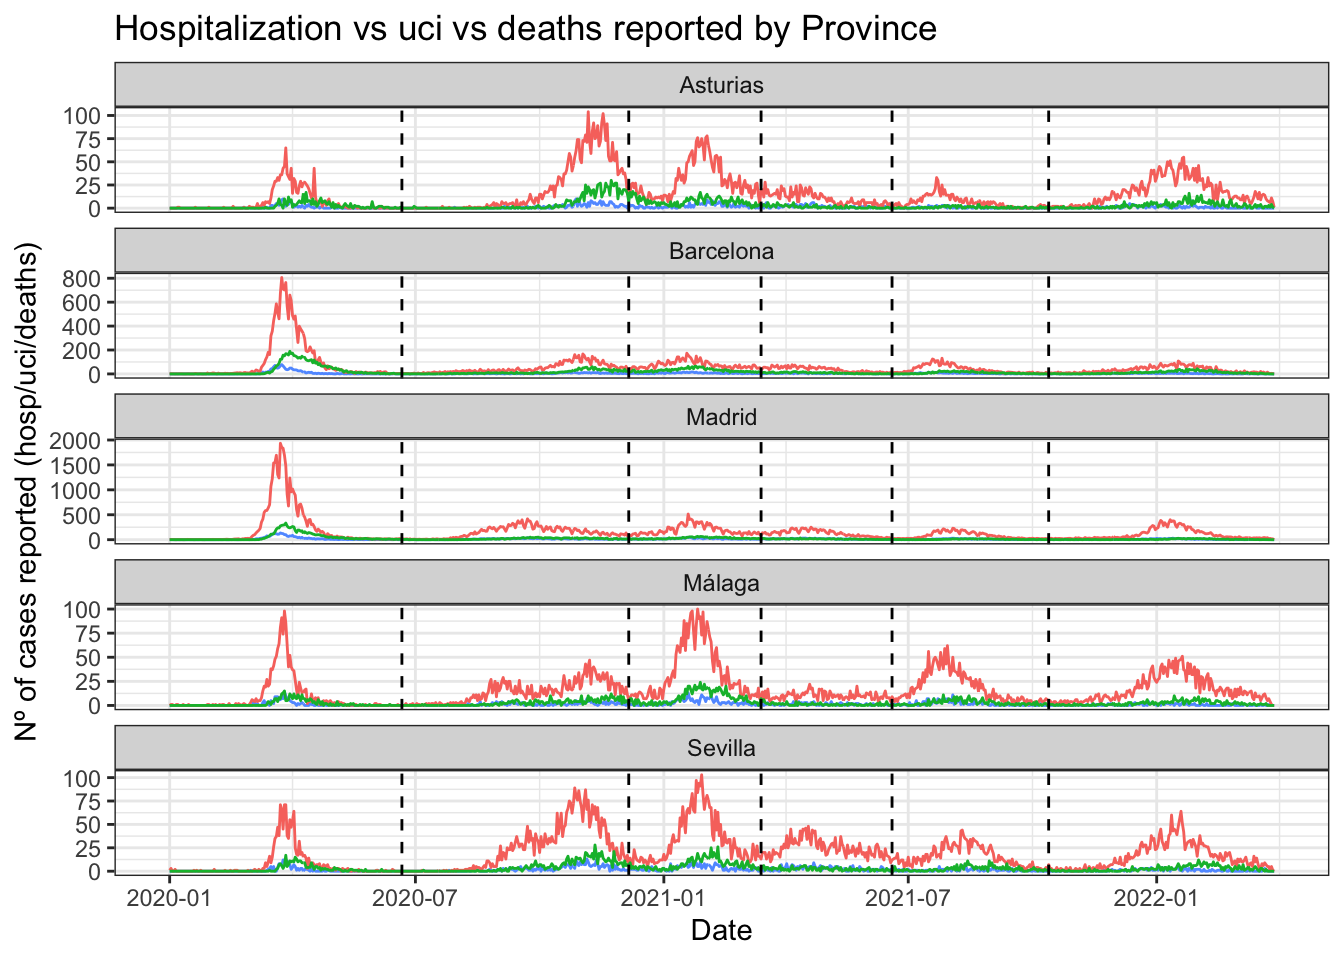 Hospitalization vs uci vs deaths reported by Province
Nº of cases reported (hosp/uci/deaths)
Asturias
100
75
50
25
0
Barcelona
800
600
400
200
0
Madrid
2000
1500
1000
500
0
Málaga
100
75
50
25
0
Sevilla
100
75
50
25
0
2020-01 2020-07 2021-01 2021-07 2022-01
Date